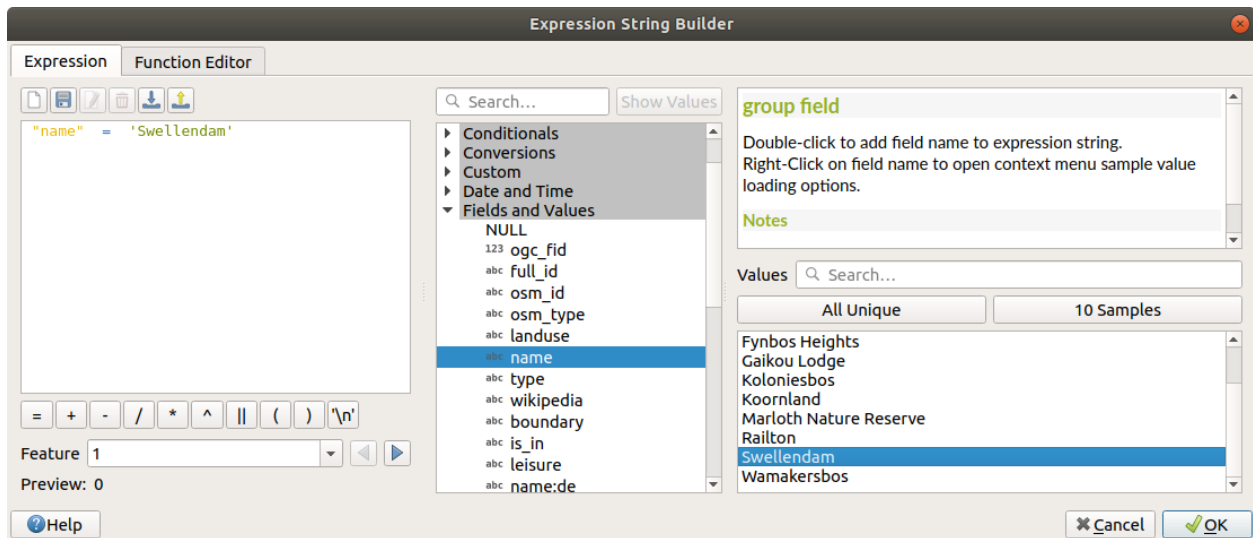 Expression String Builder
Expression
Function Editor
"name" = 'Swellendam'
= + - / * ^ || ( ) '\n'
Feature 1
Preview: 0
Search...
Show Values
Conditionals
Conversions
Custom
Date and Time
Fields and Values
NULL
123 ogc_fid
abc full_id
abc osm_id
abc osm_type
abc landuse
abc name
abc type
abc wikipedia
abc boundary
abc is_in
abc leisure
abc name:de
group field
Double-click to add field name to expression string.
Right-Click on field name to open context menu sample value
loading options.
Notes
Values Search...
All Unique
10 Samples
Fynbos Heights
Gaikou Lodge
Koloniesbos
Koornland
Marloth Nature Reserve
Railton
Swellendam
Wamakersbos
Help
Cancel
OK